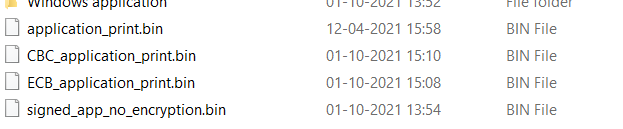 Windows application 01-10-2021 13:52 File folder
application_print.bin 12-04-2021 15:10 BIN File
CBC_application_print.bin 01-10-2021 15:10 BIN File
ECB_application_print.bin 01-10-2021 15:08 BIN File
signed_app_no_encryption.bin 01-10-2021 13:54 BIN File